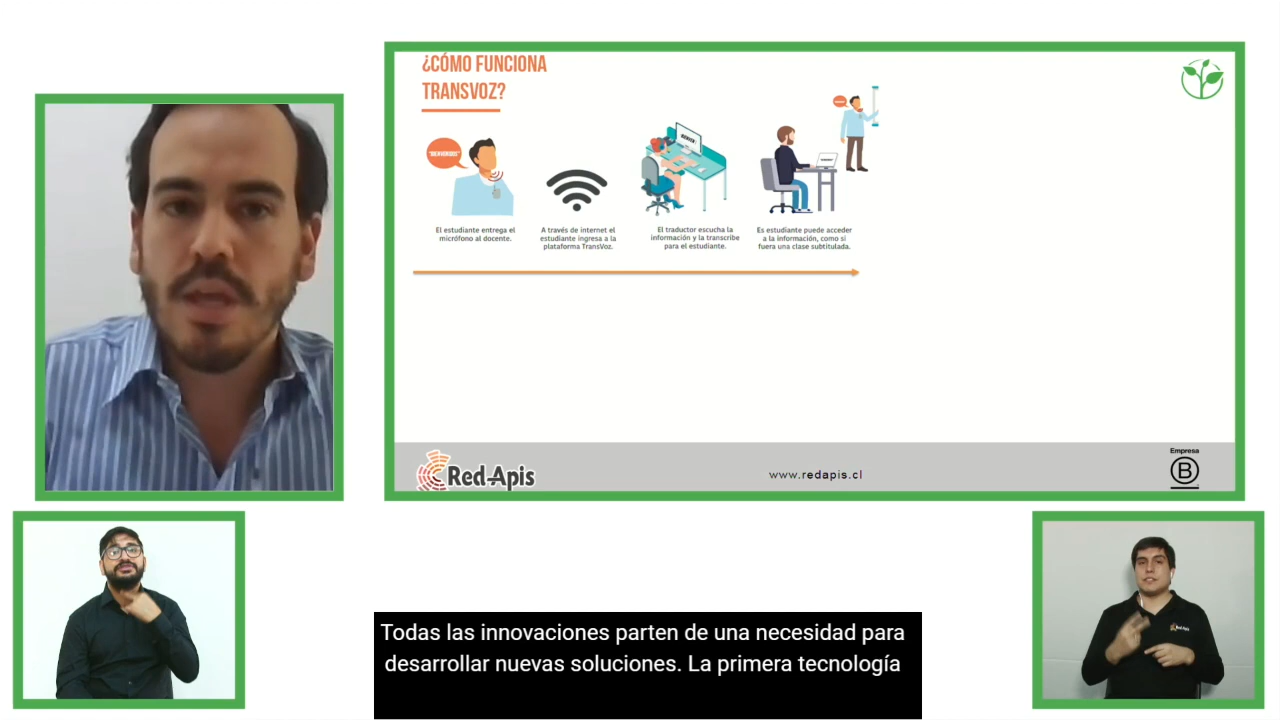 ¿CÓMO FUNCIONA
TRANSVOZ?
"BIENVENIDOS"
El estudiante entrega el
micrófono al docente.
A través de internet el
estudiante ingresa a la
plataforma TransVoz.
El traductor escucha la
información y la transcribe
para el estudiante.
Es estudiante puede acceder
a la información, como si
fuera una clase subtitulada.
Red-Apis
www.redapis.cl
Empresa
B
Red-Apis
Todas las innovaciones parten de una necesidad para
desarrollar nuevas soluciones. La primera tecnología